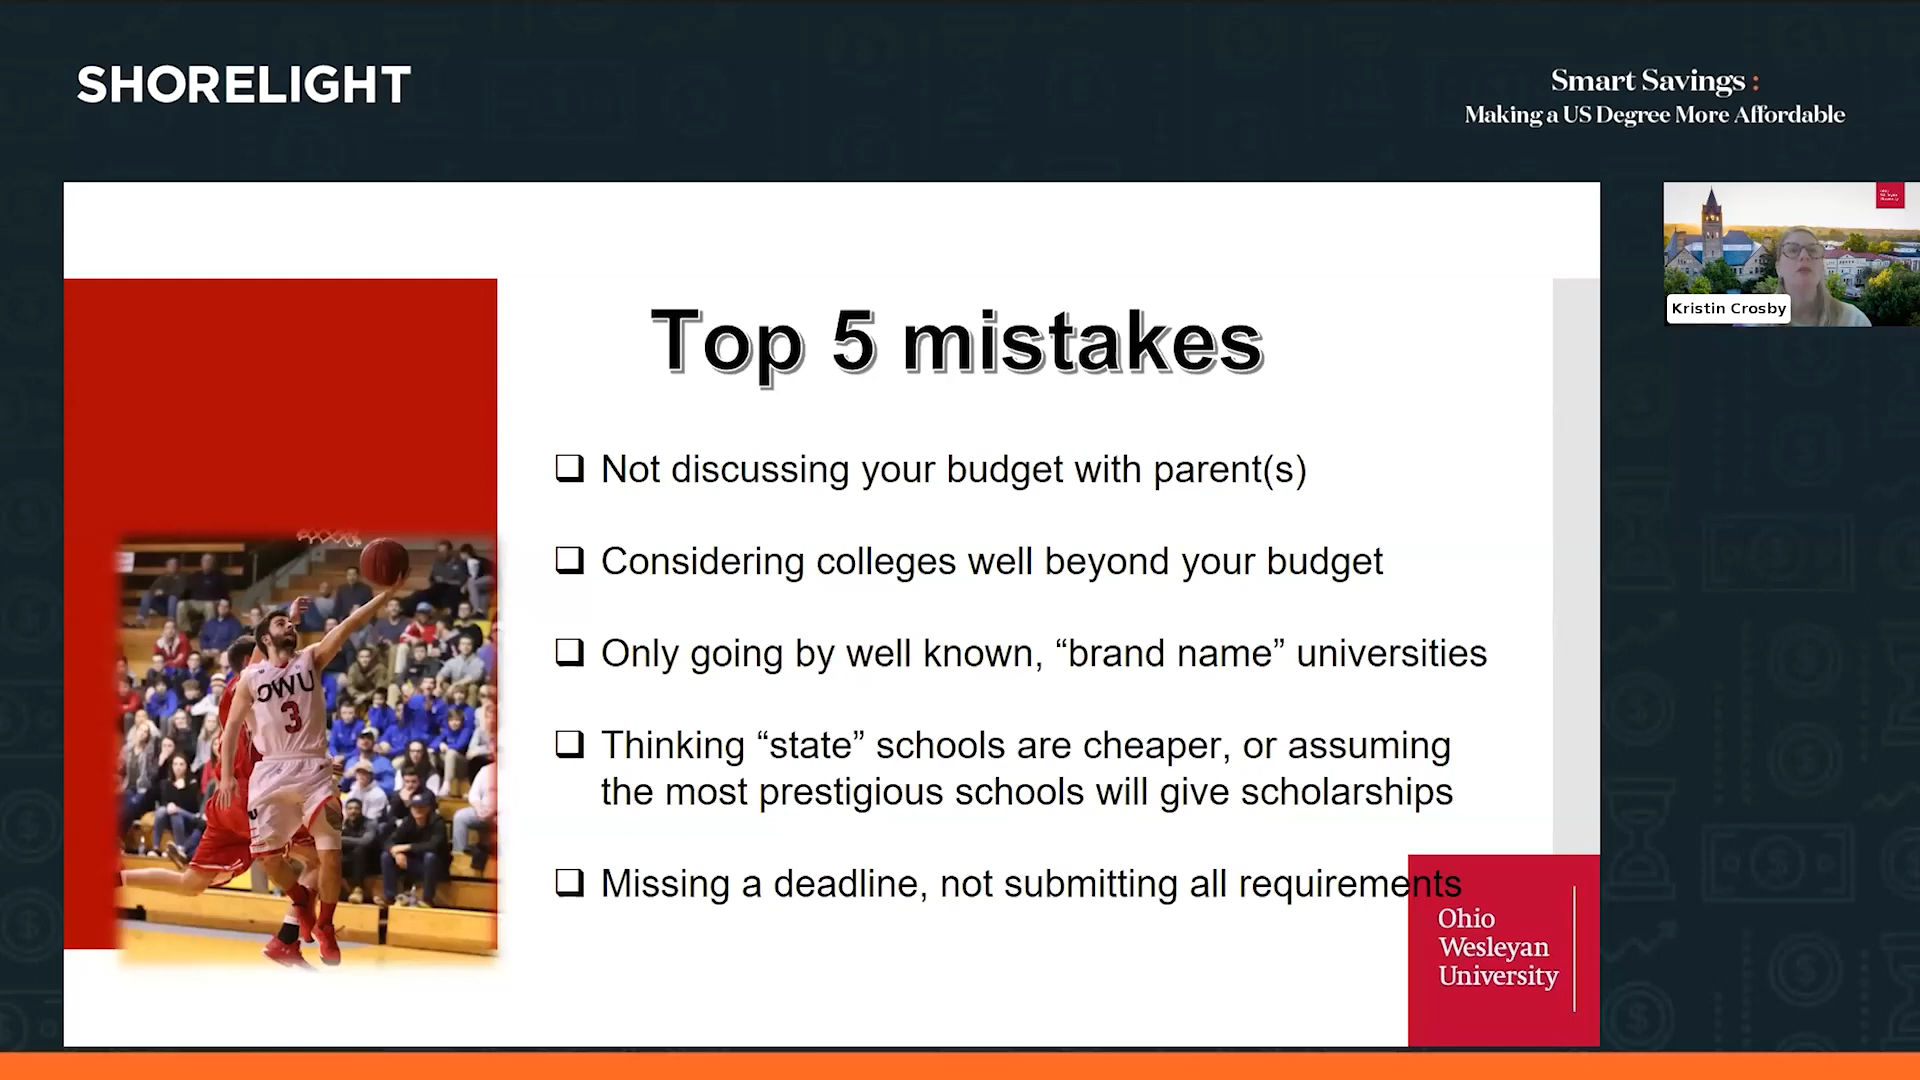 SHORELIGHT
Smart Savings :
Making a US Degree More Affordable
Kristin Crosby
Top 5 mistakes
Not discussing your budget with parent(s)
Considering colleges well beyond your budget
Only going by well known, “brand name” universities
Thinking “state” schools are cheaper, or assuming
the most prestigious schools will give scholarships
Missing a deadline, not submitting all requirements
OWU
3
Ohio
Wesleyan
University